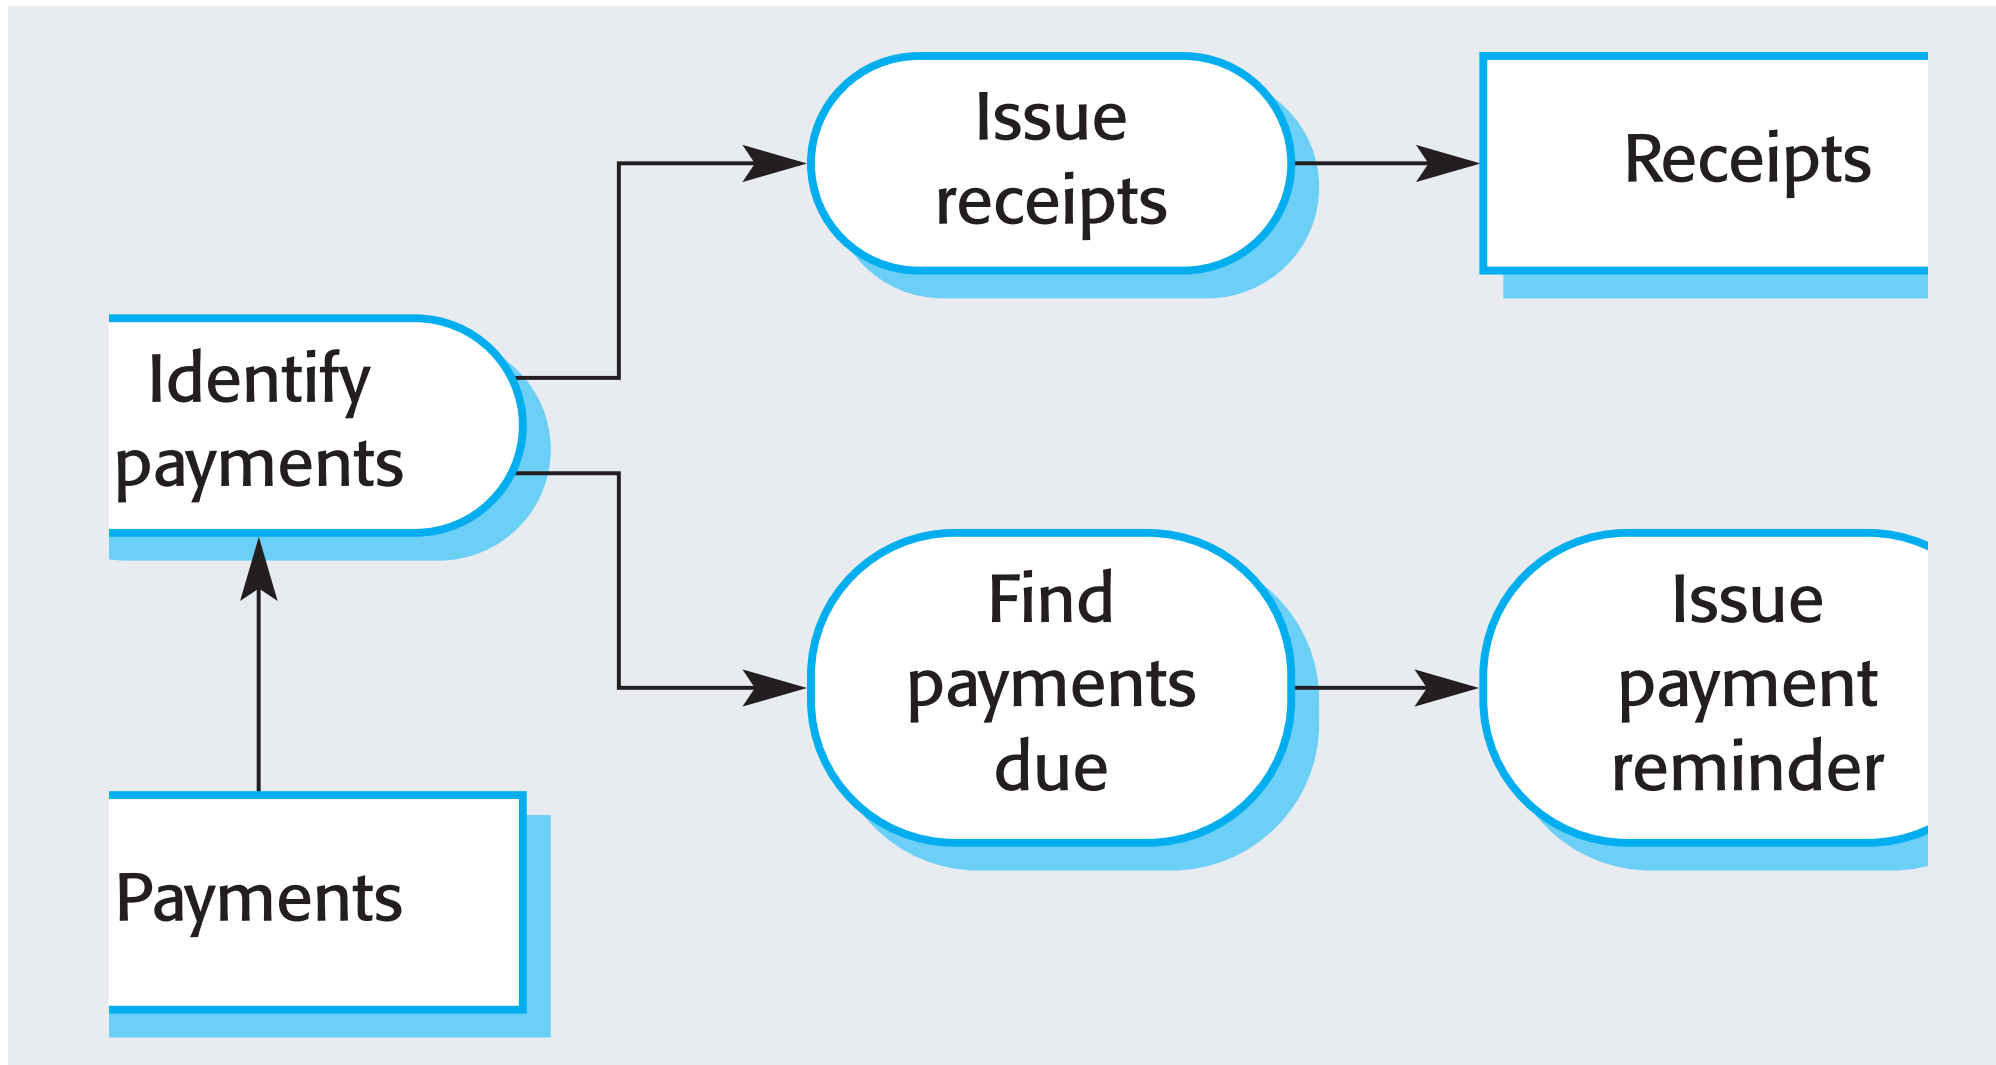 Issue
receipts
Receipts
Identify
payments
Find
payments
due
Issue
payment
reminder
Payments